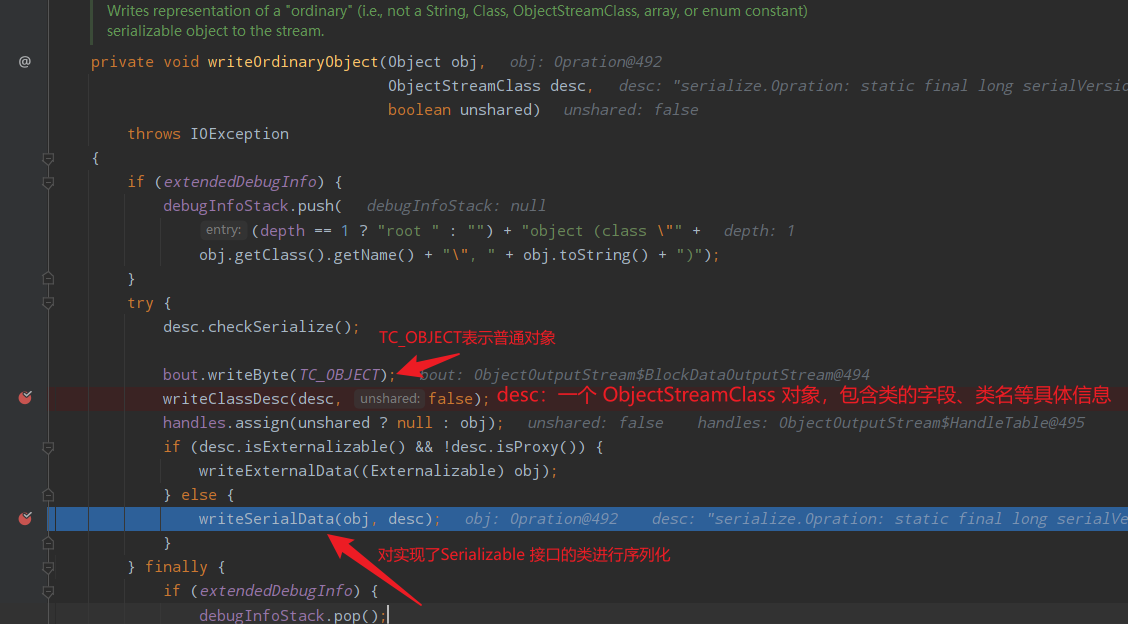 Writes representation of a "ordinary" (i.e., not a String, Class, ObjectStreamClass, array, or enum constant)
serializable object to the stream.
@ private void writeOrdinaryObject(Object obj, obj: Opration@492
ObjectStreamClass desc, desc: "serialize.Opration: static final long serialVersio
boolean unshared) unshared: false
throws IOException
{
if (extendedDebugInfo) {
debugInfoStack.push( debugInfoStack: null
entry: (depth == 1 ? "root " : "") + "object (class \"" + depth: 1
obj.getClass().getName() + "\", " + obj.toString() + ")");
}
try {
desc.checkSerialize();
TC_OBJECT表示普通对象
bout.writeByte(TC_OBJECT); bout: ObjectOutputStream$BlockDataOutputStream@494
writeClassDesc(desc, unshared: false); desc：一个 ObjectStreamClass 对象，包含类的字段、类名等具体信息
handles.assign(unshared ? null : obj); unshared: false handles: ObjectOutputStream$HandleTable@495
if (desc.isExternalizable() && !desc.isProxy()) {
writeExternalData((Externalizable) obj);
} else {
writeSerialData(obj, desc); obj: Opration@492 desc: "serialize.Opration: static final long serialVe
}
对实现了Serializable 接口的类进行序列化
} finally {
if (extendedDebugInfo) {
debugInfoStack.pop();